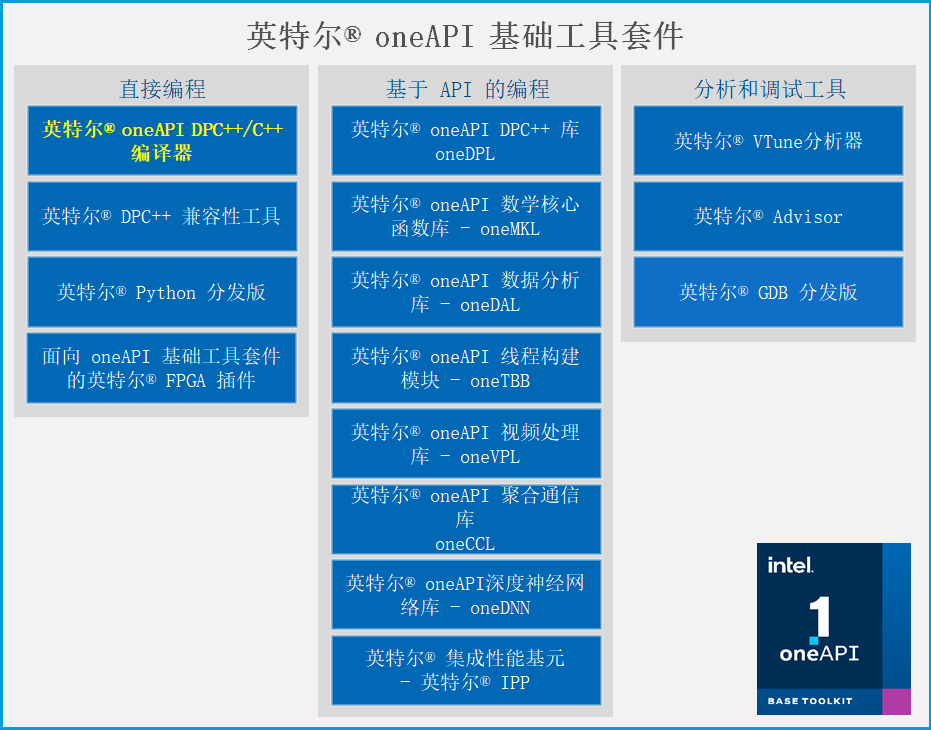 英特尔® oneAPI 基础工具套件
直接编程
英特尔® oneAPI DPC++/C++
编译器
英特尔® DPC++ 兼容性工具
英特尔® Python 分发版
面向 oneAPI 基础工具套件
的英特尔® FPGA 插件
基于 API 的编程
英特尔® oneAPI DPC++ 库
oneDPL
英特尔® oneAPI 数学核心
函数库 - oneMKL
英特尔® oneAPI 数据分析
库 - oneDAL
英特尔® oneAPI 线程构建
模块 - oneTBB
英特尔® oneAPI 视频处理
库 - oneVPL
英特尔® oneAPI 聚合通信
库
oneCCL
英特尔® oneAPI深度神经网
络库 - oneDNN
英特尔® 集成性能基元
- 英特尔® IPP
分析和调试工具
英特尔® VTune分析器
英特尔® Advisor
英特尔® GDB 分发版
intel.
1
oneAPI
BASE TOOLKIT